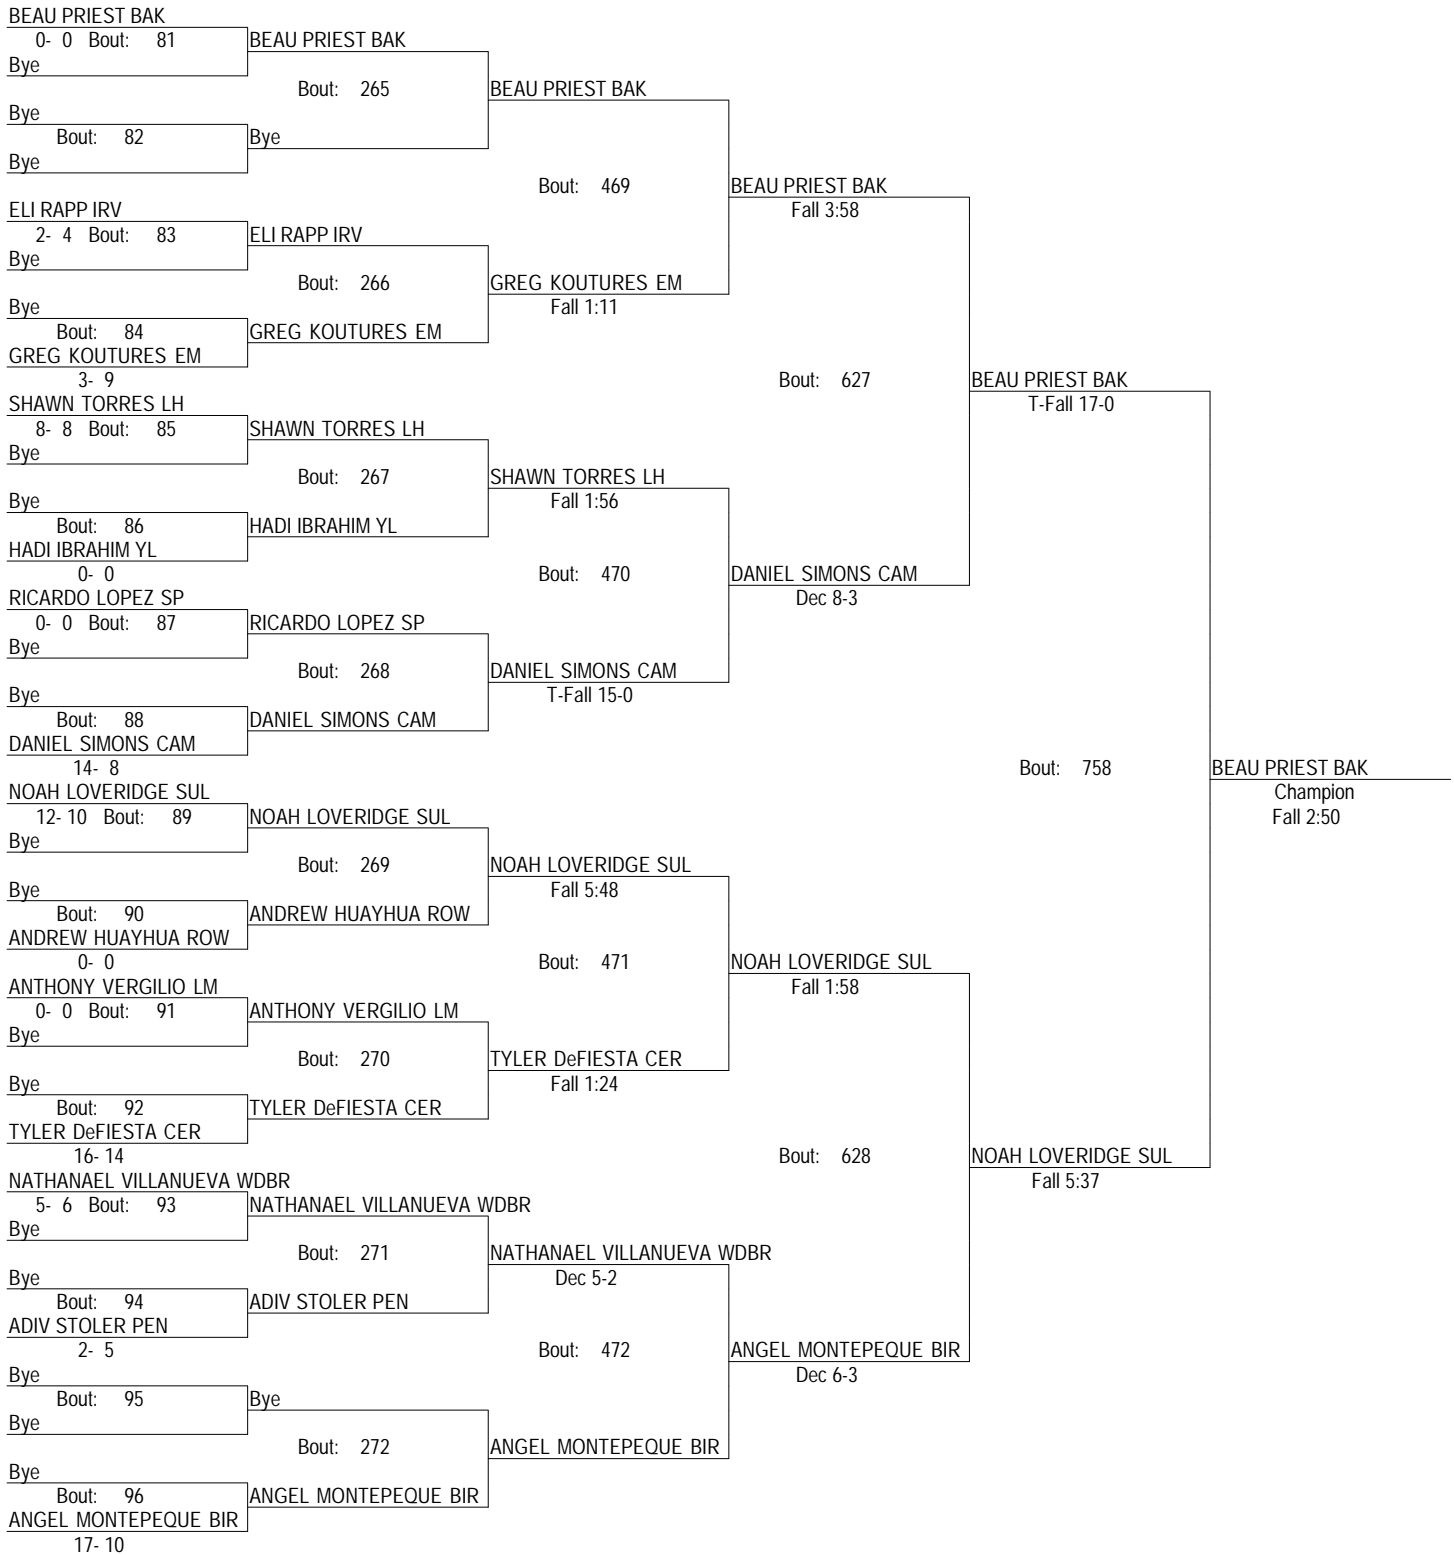 BEAU PRIEST BAK
0- 0 Bout: 81 BEAU PRIEST BAK
Bye
Bout: 265 BEAU PRIEST BAK
Bye
Bout: 82 Bye
Bye
Bout: 469 BEAU PRIEST BAK
ELI RAPP IRV Fall 3:58
2- 4 Bout: 83 ELI RAPP IRV
Bye
Bout: 266 GREG KOUTURES EM
Bye Fall 1:11
Bout: 84 GREG KOUTURES EM
GREG KOUTURES EM
3- 9 Bout: 627 BEAU PRIEST BAK
SHAWN TORRES LH T-Fall 17-0
8- 8 Bout: 85 SHAWN TORRES LH
Bye
Bout: 267 SHAWN TORRES LH
Bye Fall 1:56
Bout: 86 HADI IBRAHIM YL
HADI IBRAHIM YL
0- 0 Bout: 470 DANIEL SIMONS CAM
RICARDO LOPEZ SP Dec 8-3
0- 0 Bout: 87 RICARDO LOPEZ SP
Bye
Bout: 268 DANIEL SIMONS CAM
Bye T-Fall 15-0
Bout: 88 DANIEL SIMONS CAM
DANIEL SIMONS CAM
14- 8 Bout: 758 BEAU PRIEST BAK
NOAH LOVERIDGE SUL Champion
12- 10 Bout: 89 NOAH LOVERIDGE SUL Fall 2:50
Bye
Bout: 269 NOAH LOVERIDGE SUL
Bye Fall 5:48
Bout: 90 ANDREW HUAYHUA ROW
ANDREW HUAYHUA ROW
0- 0 Bout: 471 NOAH LOVERIDGE SUL
ANTHONY VERGILIO LM Fall 1:58
0- 0 Bout: 91 ANTHONY VERGILIO LM
Bye
Bout: 270 TYLER DeFIESTA CER
Bye Fall 1:24
Bout: 92 TYLER DeFIESTA CER
TYLER DeFIESTA CER
16- 14 Bout: 628 NOAH LOVERIDGE SUL
NATHANAEL VILLANUEVA WDBR Fall 5:37
5- 6 Bout: 93 NATHANAEL VILLANUEVA WDBR
Bye
Bout: 271 NATHANAEL VILLANUEVA WDBR
Bye Dec 5-2
Bout: 94 ADIV STOLER PEN
ADIV STOLER PEN
2- 5 Bout: 472 ANGEL MONTEPEQUE BIR
Bye Dec 6-3
Bout: 95 Bye
Bye
Bout: 272 ANGEL MONTEPEQUE BIR
Bye
Bout: 96 ANGEL MONTEPEQUE BIR
ANGEL MONTEPEQUE BIR
17- 10